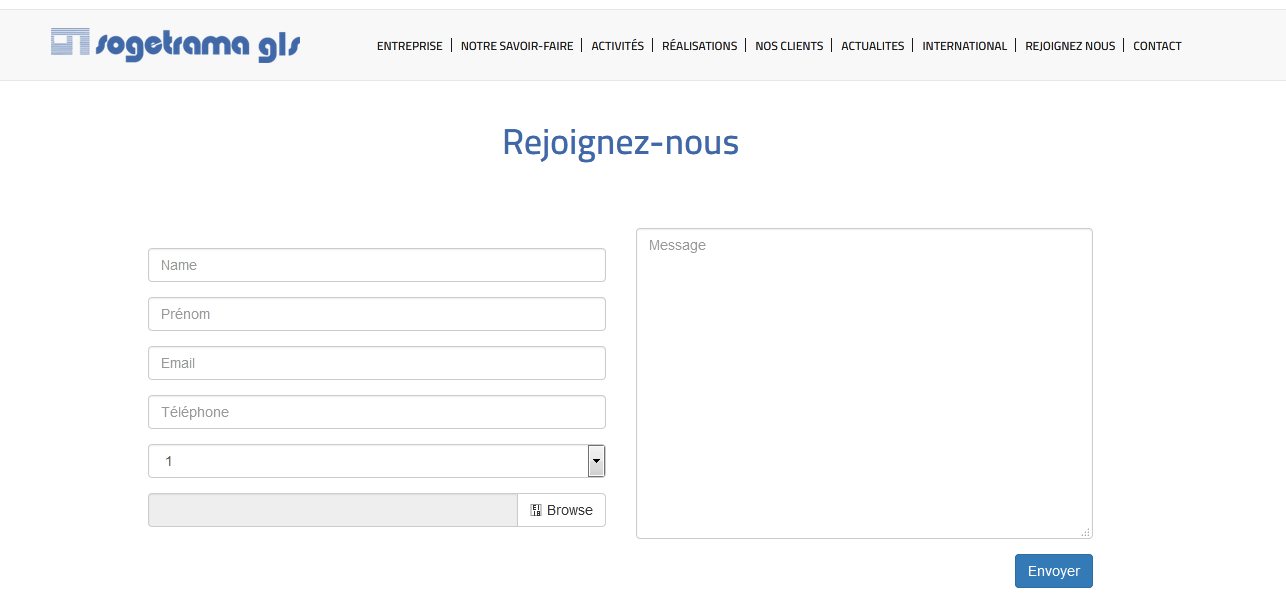 sogetrama gls
ENTREPRISE NOTRE SAVOIR-FAIRE ACTIVITÉS RÉALISATIONS NOS CLIENTS ACTUALITES INTERNATIONAL REJOIGNEZ NOUS CONTACT
Rejoignez-nous
Name
Prénom
Email
Téléphone
1
Browse
Message
Envoyer